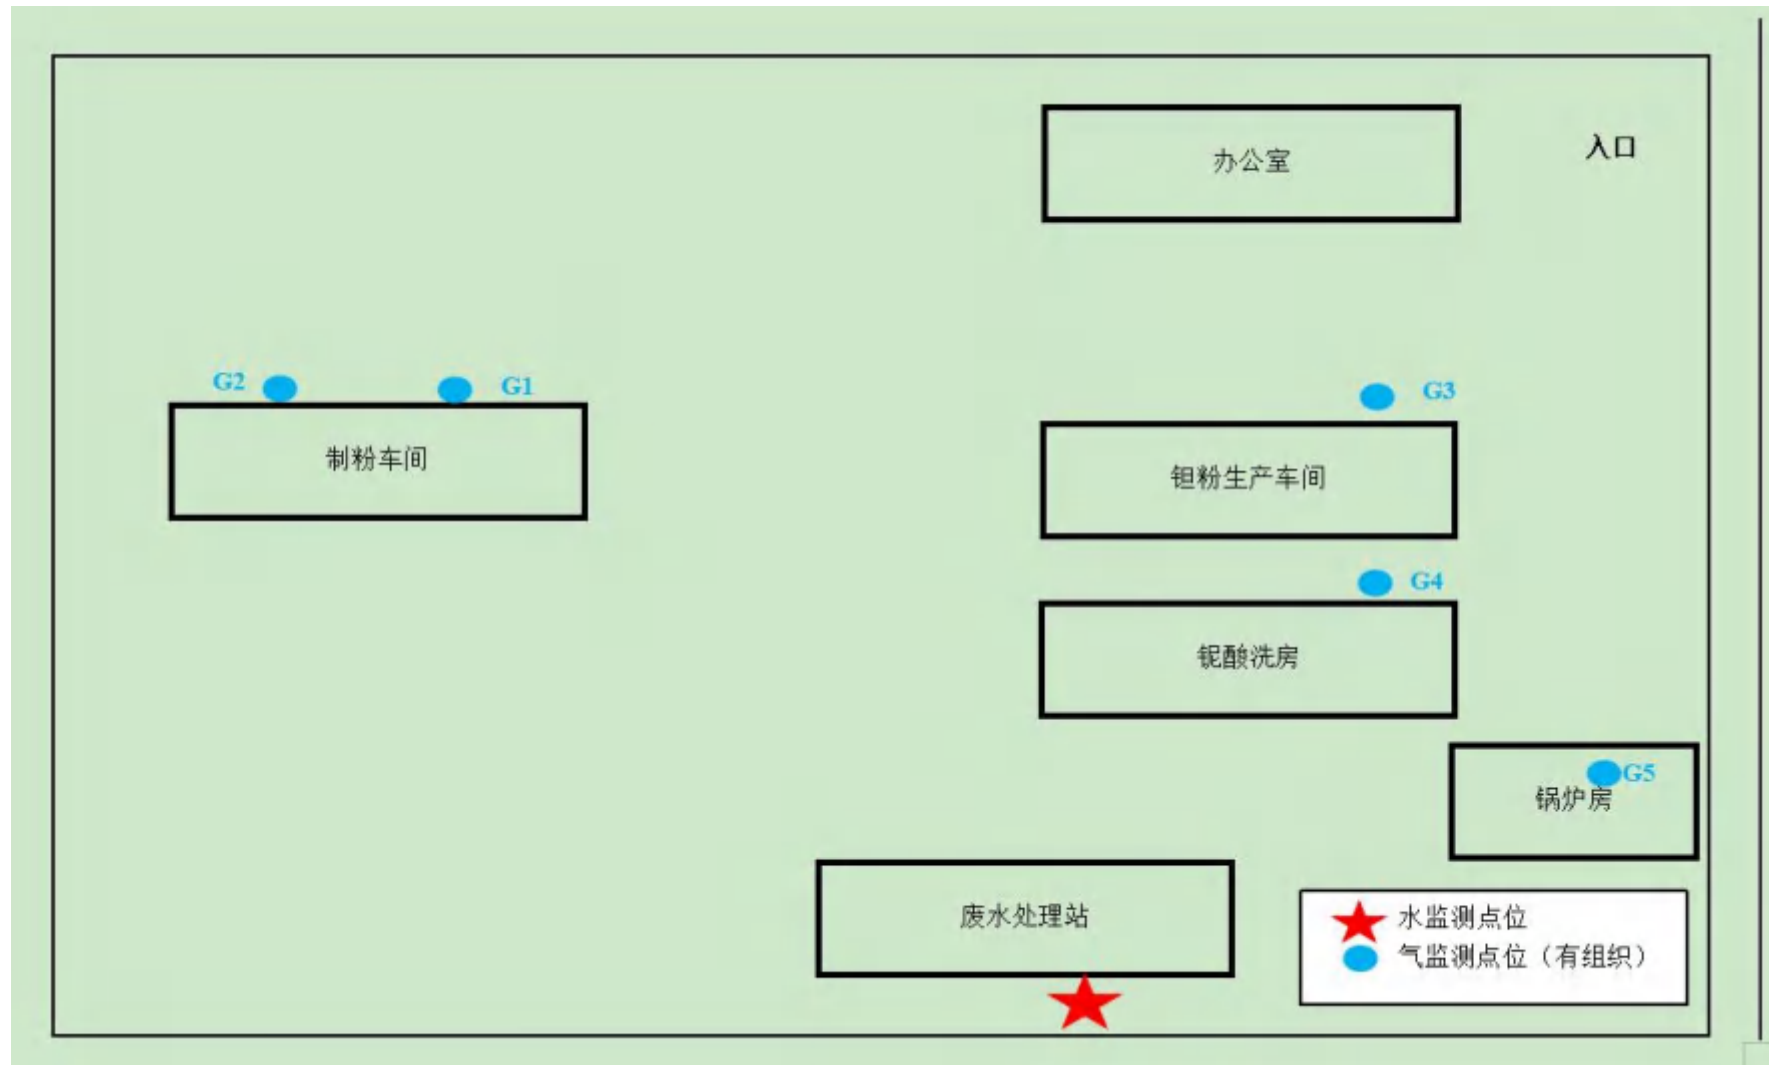 办公室
入口
G2
G1
G3
制粉车间
钽粉生产车间
G4
铌酸洗房
G5
锅炉房
废水处理站
水监测点位
气监测点位（有组织）